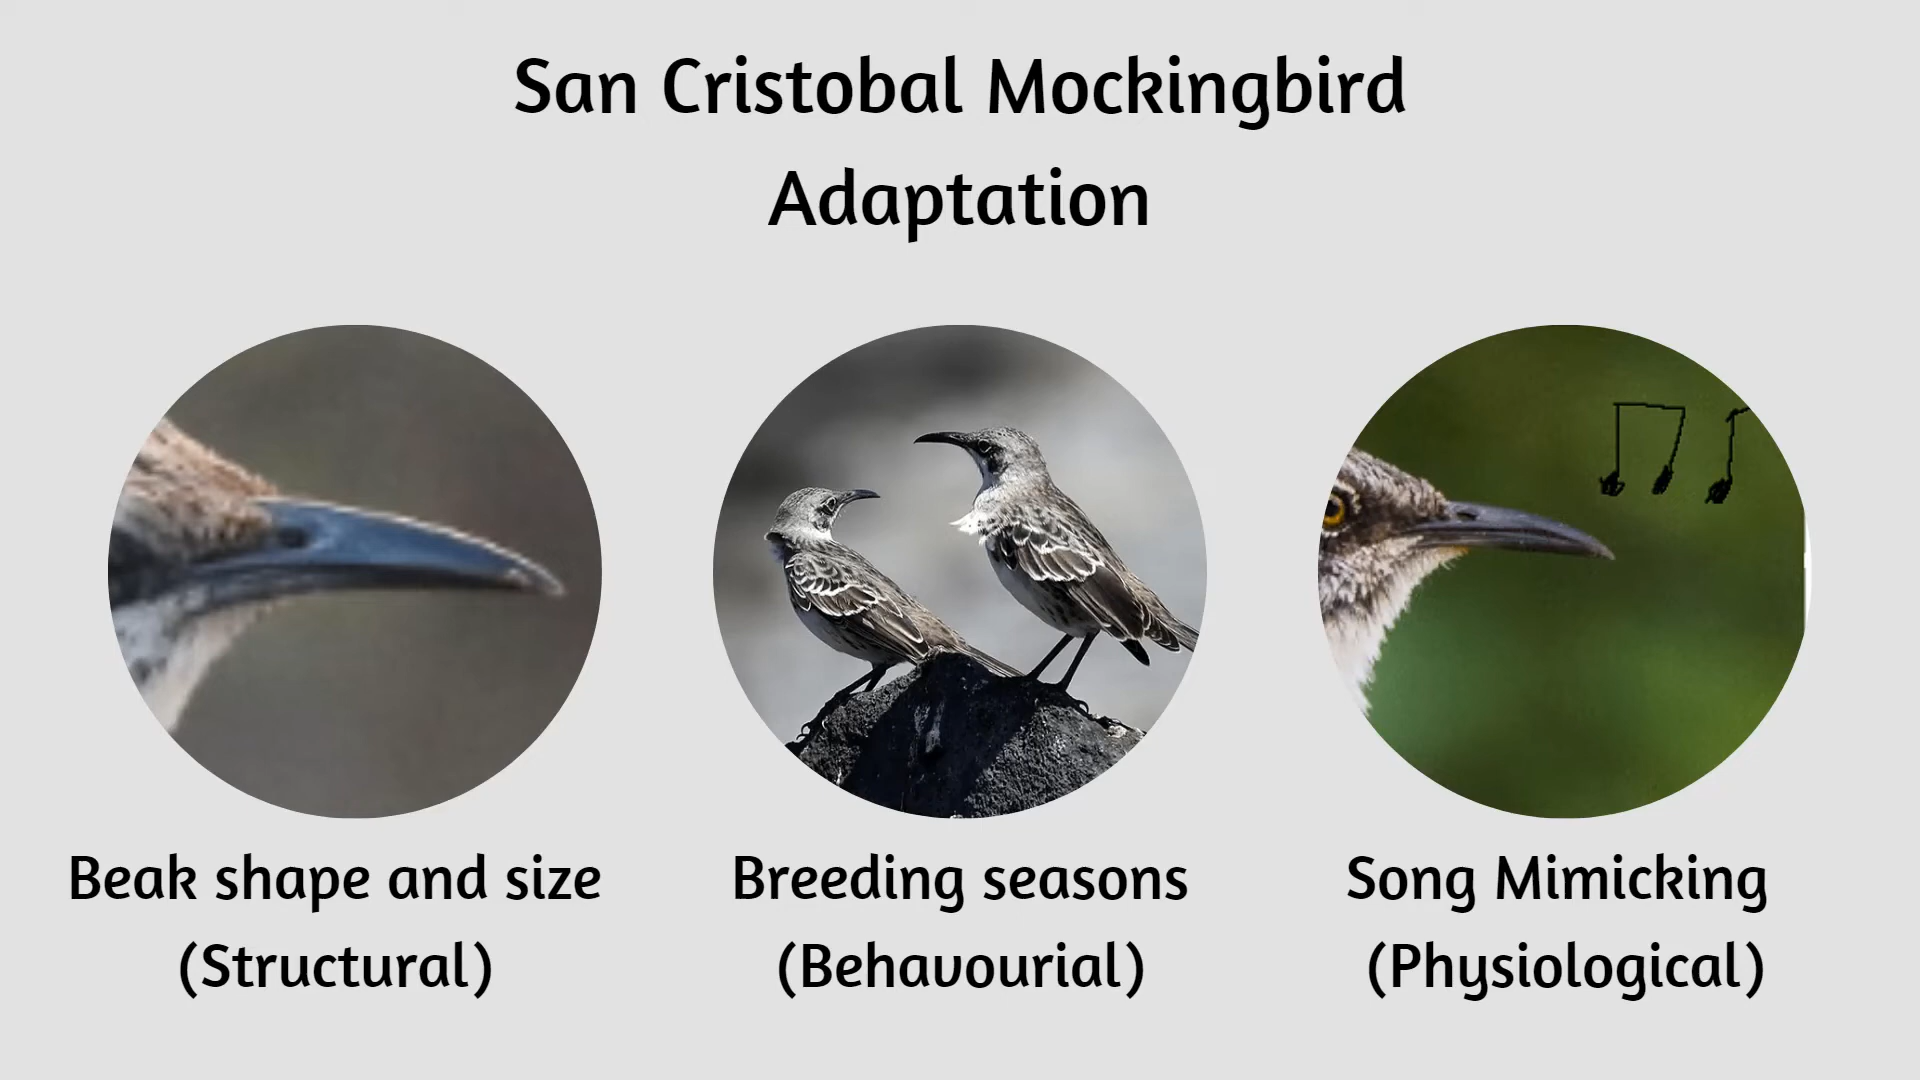 San Cristobal Mockingbird
Adaptation
Beak shape and size
(Structural)
Breeding seasons
(Behavourial)
Song Mimicking
(Physiological)